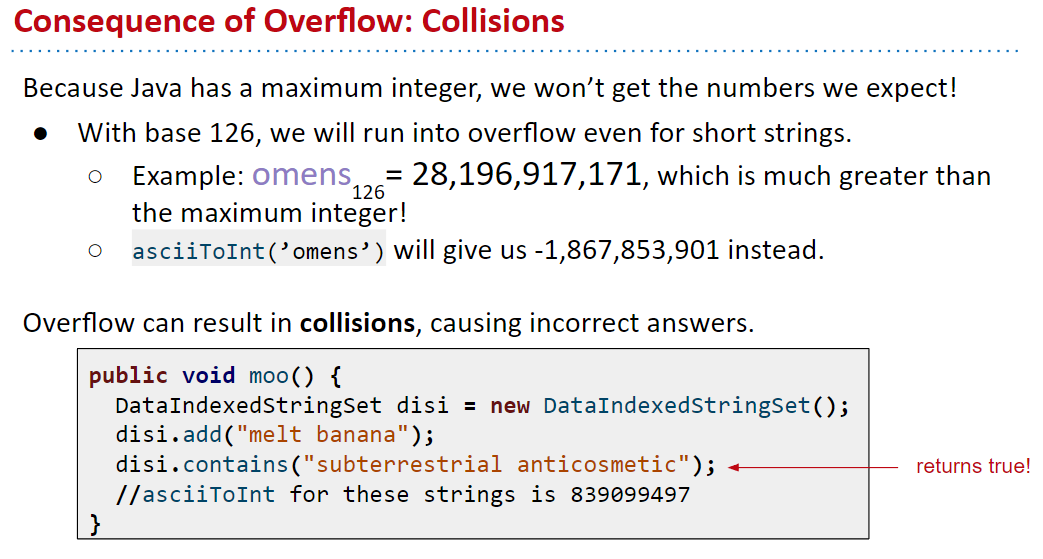 Consequence of Overflow: Collisions
Because Java has a maximum integer, we won’t get the numbers we expect!
● With base 126, we will run into overflow even for short strings.
○ Example: omens126= 28,196,917,171, which is much greater than
the maximum integer!
○ asciiToInt(’omens’) will give us -1,867,853,901 instead.
Overflow can result in collisions, causing incorrect answers.
public void moo() {
DataIndexedStringSet disi = new DataIndexedStringSet();
disi.add("melt banana");
disi.contains("subterrestrial anticosmetic"); returns true!
//asciiToInt for these strings is 839099497
}